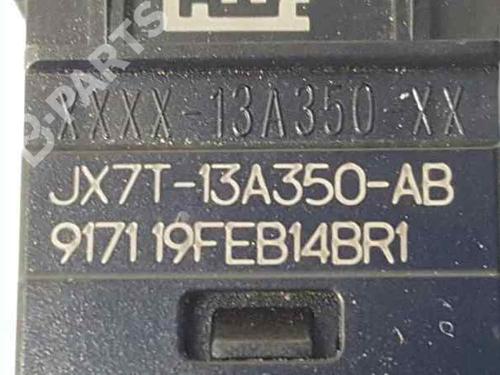 B-PARTS
XXXX-13A350-XX
JX7T-13A350-AB
9171 19FEB14BR1